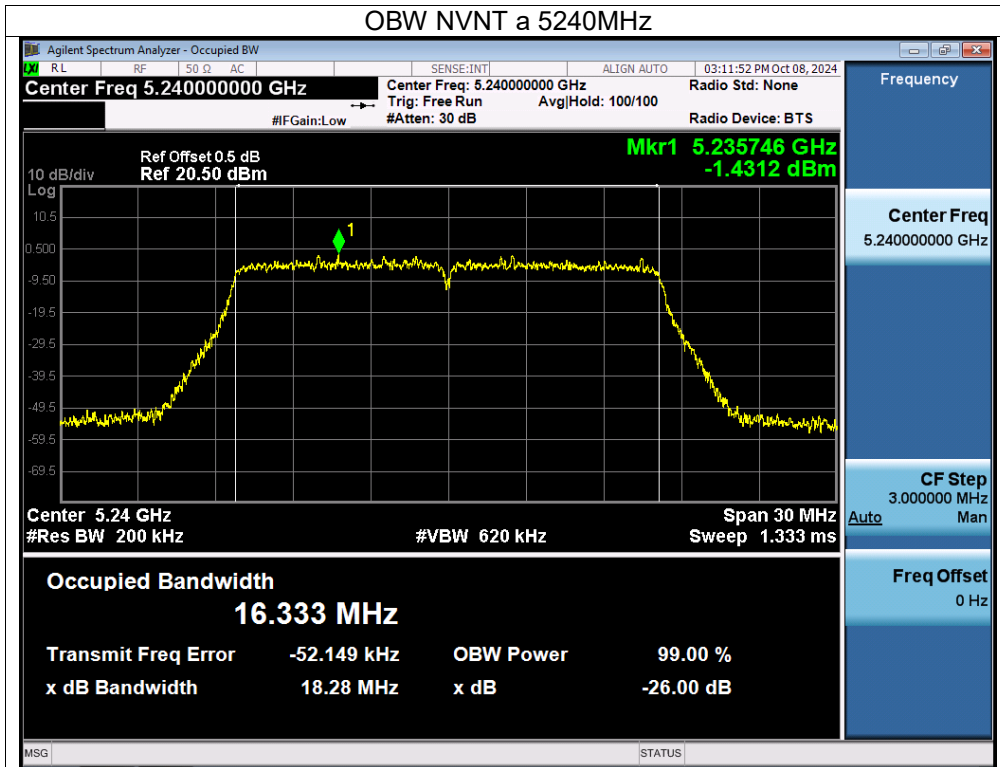 OBW NVNT a 5240MHz
Agilent Spectrum Analyzer - Occupied BW
LXI RL RF 50 Ω AC SENSE:INT ALIGN AUTO 03:11:52 PM Oct 08, 2024
Center Freq 5.240000000 GHz
Center Freq: 5.240000000 GHz Radio Std: None
Trig: Free Run Avg|Hold: 100/100
#IFGain:Low #Atten: 30 dB Radio Device: BTS
Frequency
Mkr1 5.235746 GHz
-1.4312 dBm
Ref Offset 0.5 dB
10 dB/div Ref 20.50 dBm
Log
10.5
0.500
-9.50
-19.5
-29.5
-39.5
-49.5
-59.5
-69.5
1
Center 5.24 GHz Span 30 MHz
#Res BW 200 kHz #VBW 620 kHz Sweep 1.333 ms
Center Freq
5.240000000 GHz
CF Step
3.000000 MHz
Auto Man
Freq Offset
0 Hz
Occupied Bandwidth
16.333 MHz
Transmit Freq Error -52.149 kHz OBW Power 99.00 %
x dB Bandwidth 18.28 MHz x dB -26.00 dB
MSG STATUS